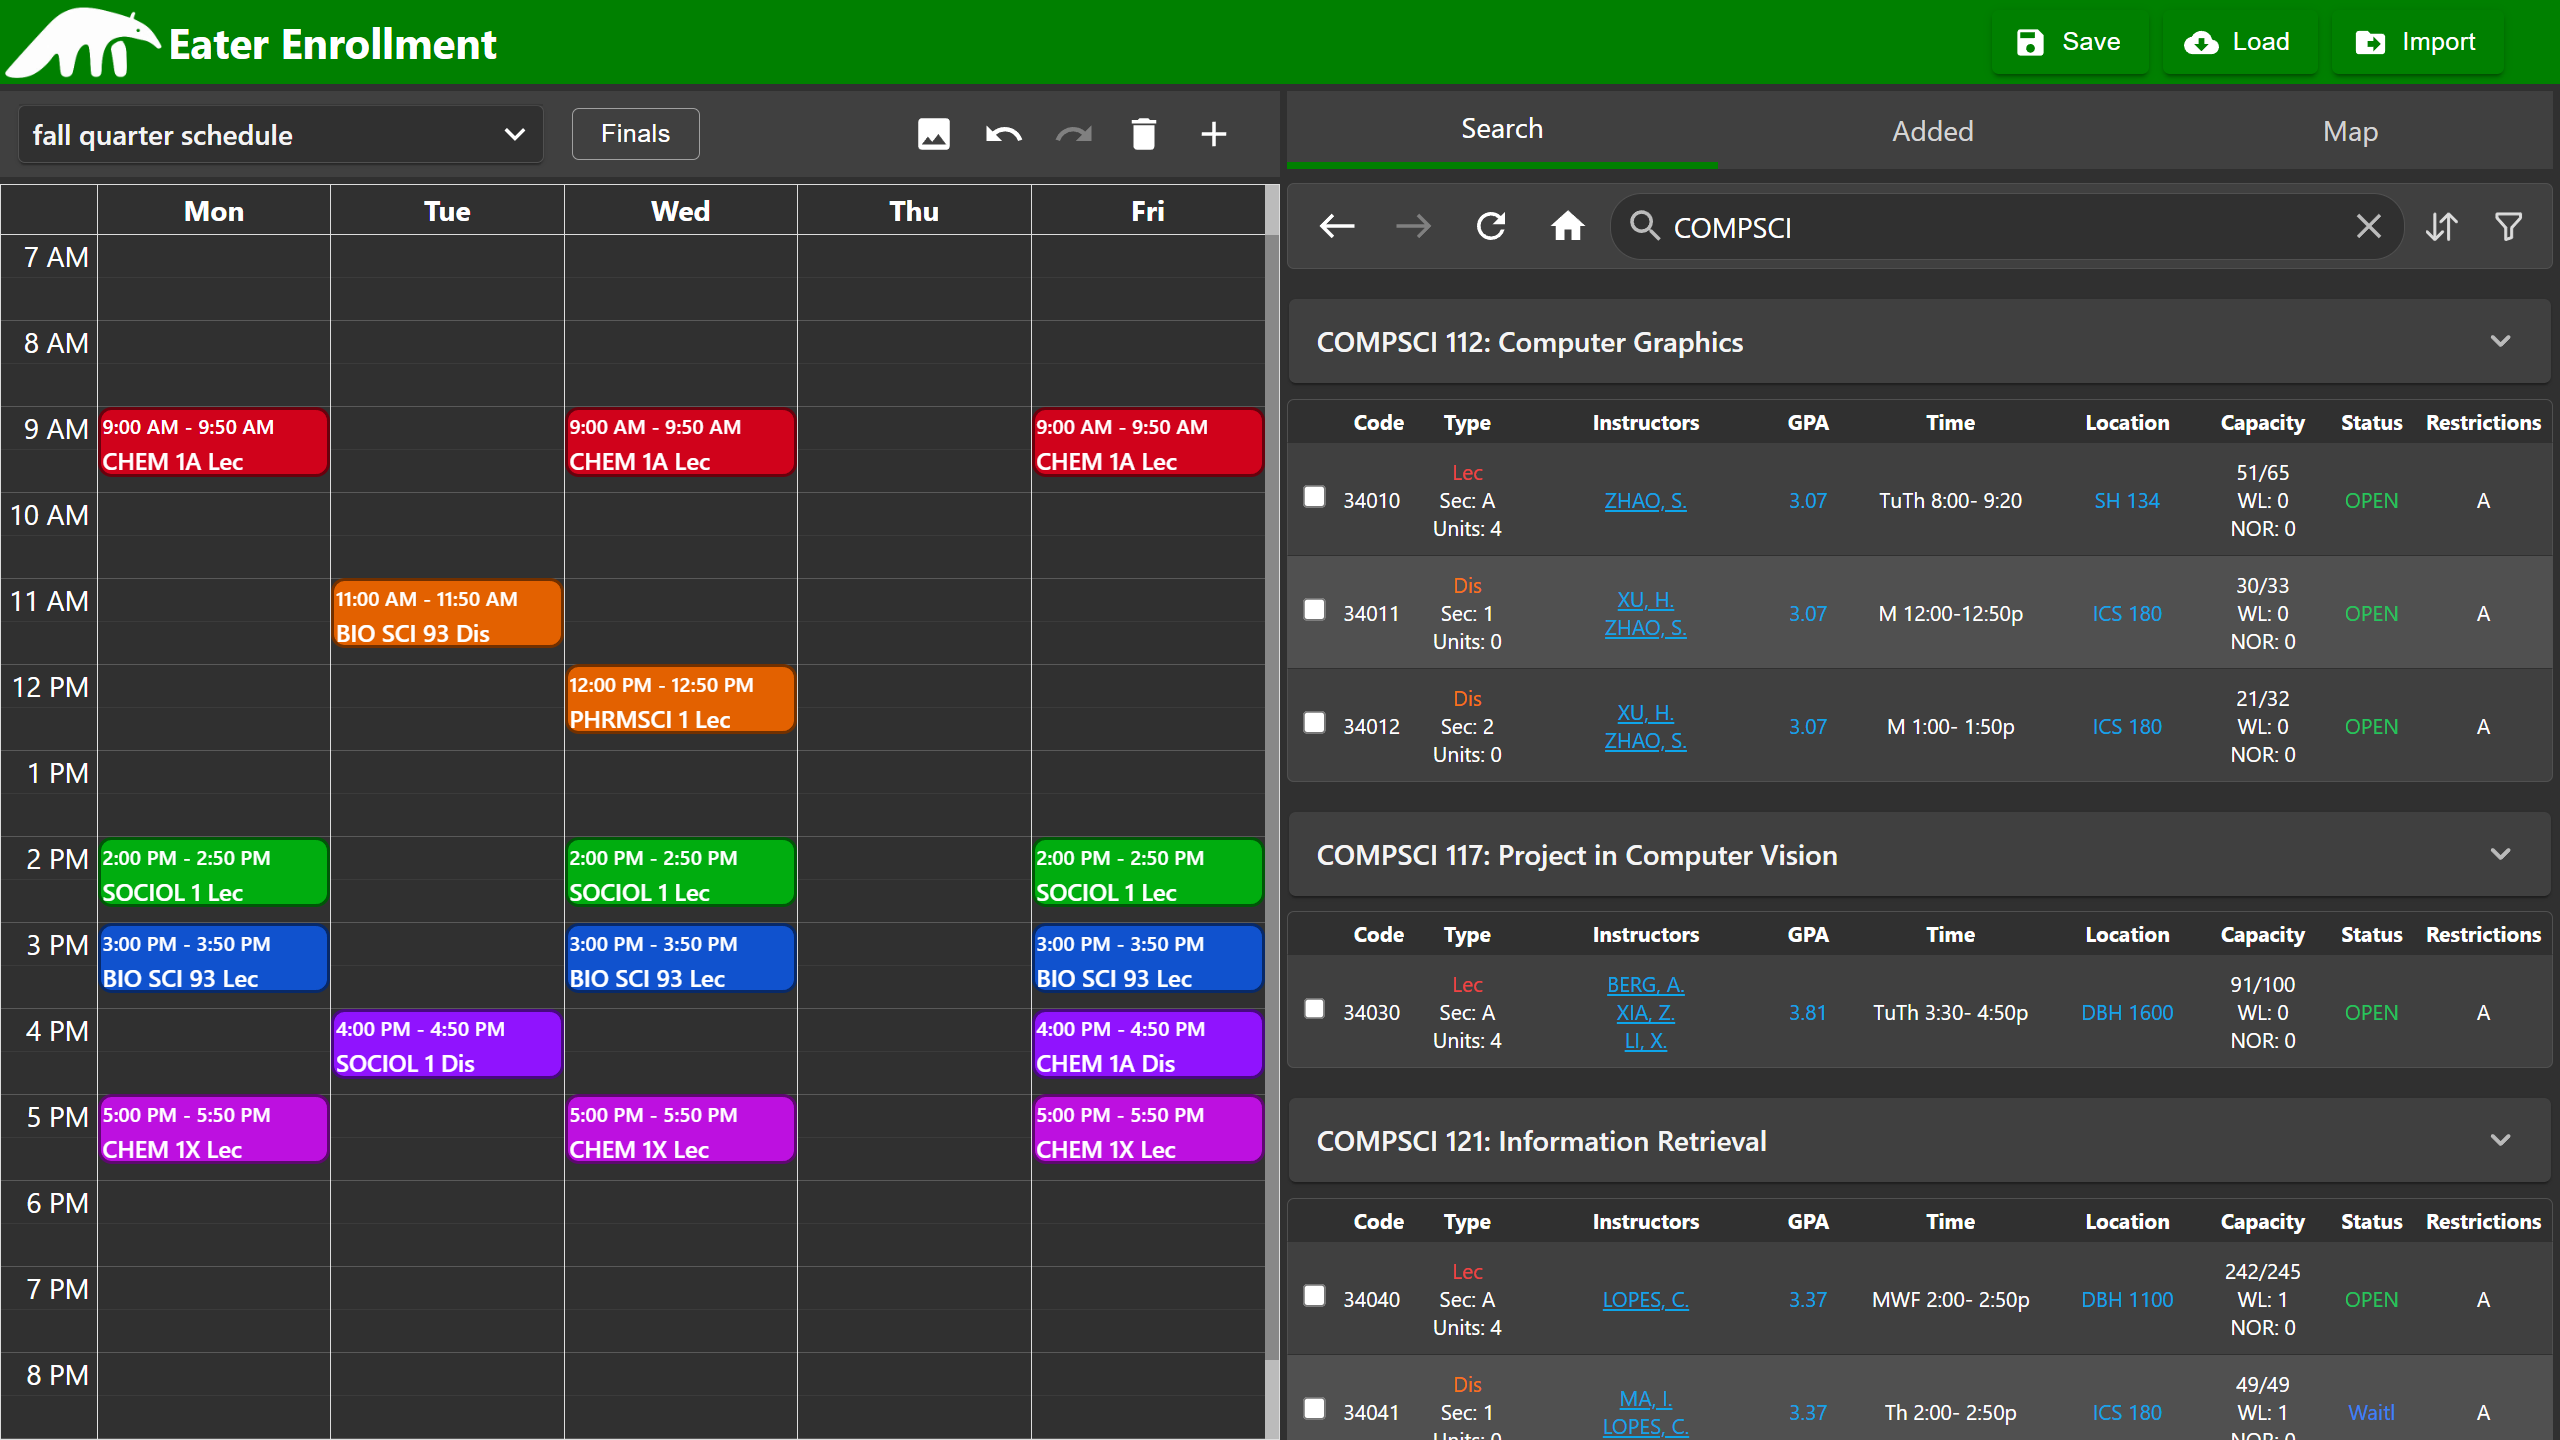 Eater Enrollment
Save
Load
Import
fall quarter schedule
Finals
Mon Tue Wed Thu Fri
7 AM
8 AM
9 AM
10 AM
11 AM
12 PM
1 PM
2 PM
3 PM
4 PM
5 PM
6 PM
7 PM
8 PM
9:00 AM - 9:50 AM
CHEM 1A Lec
9:00 AM - 9:50 AM
CHEM 1A Lec
9:00 AM - 9:50 AM
CHEM 1A Lec
11:00 AM - 11:50 AM
BIO SCI 93 Dis
12:00 PM - 12:50 PM
PHRMSCI 1 Lec
2:00 PM - 2:50 PM
SOCIOL 1 Lec
2:00 PM - 2:50 PM
SOCIOL 1 Lec
2:00 PM - 2:50 PM
SOCIOL 1 Lec
3:00 PM - 3:50 PM
BIO SCI 93 Lec
3:00 PM - 3:50 PM
BIO SCI 93 Lec
3:00 PM - 3:50 PM
BIO SCI 93 Lec
4:00 PM - 4:50 PM
SOCIOL 1 Dis
4:00 PM - 4:50 PM
CHEM 1A Dis
5:00 PM - 5:50 PM
CHEM 1X Lec
5:00 PM - 5:50 PM
CHEM 1X Lec
5:00 PM - 5:50 PM
CHEM 1X Lec
Search
Added
Map
COMPSCI
COMPSCI 112: Computer Graphics
Code Type Instructors GPA Time Location Capacity Status Restrictions
34010
Lec
Sec: A
Units: 4
ZHAO, S.
3.07
TuTh 8:00- 9:20
SH 134
51/65
WL: 0
NOR: 0
OPEN
A
34011
Dis
Sec: 1
Units: 0
XU, H.
ZHAO, S.
3.07
M 12:00-12:50p
ICS 180
30/33
WL: 0
NOR: 0
OPEN
A
34012
Dis
Sec: 2
Units: 0
XU, H.
ZHAO, S.
3.07
M 1:00- 1:50p
ICS 180
21/32
WL: 0
NOR: 0
OPEN
A
COMPSCI 117: Project in Computer Vision
Code Type Instructors GPA Time Location Capacity Status Restrictions
34030
Lec
Sec: A
Units: 4
BERG, A.
XIA, Z.
LI, X.
3.81
TuTh 3:30- 4:50p
DBH 1600
91/100
WL: 0
NOR: 0
OPEN
A
COMPSCI 121: Information Retrieval
Code Type Instructors GPA Time Location Capacity Status Restrictions
34040
Lec
Sec: A
Units: 4
LOPES, C.
3.37
MWF 2:00- 2:50p
DBH 1100
242/245
WL: 1
NOR: 0
OPEN
A
34041
Dis
Sec: 1
Units: 0
MA, I.
LOPES, C.
3.37
Th 2:00- 2:50p
ICS 180
49/49
WL: 1
NOR: 0
Waitl
A